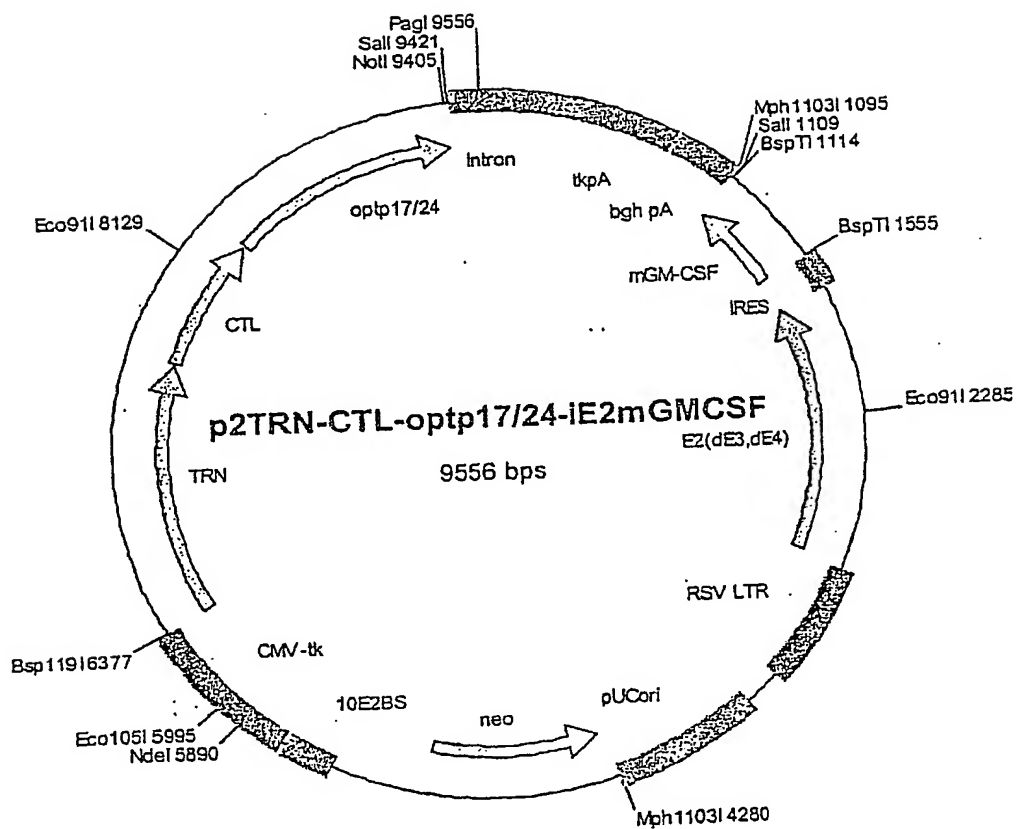 PagI 9556
SalI 9421
NotI 9405
Mph1103I 1095
SalI 1109
BspTI 1114
Intron
tkpA
optp17/24
bgh pA
Eco91I 8129
BspTI 1555
mGM-CSF
IRES
CTL
Eco91I 2285
p2TRN-CTL-optp17/24-iE2mGMCSF
E2(dE3,dE4)
9556 bps
TRN
RSV LTR
Bsp119I 6377
CMV-tk
10E2BS
pUCori
neo
Eco105I 5995
NdeI 5890
Mph1103I 4280